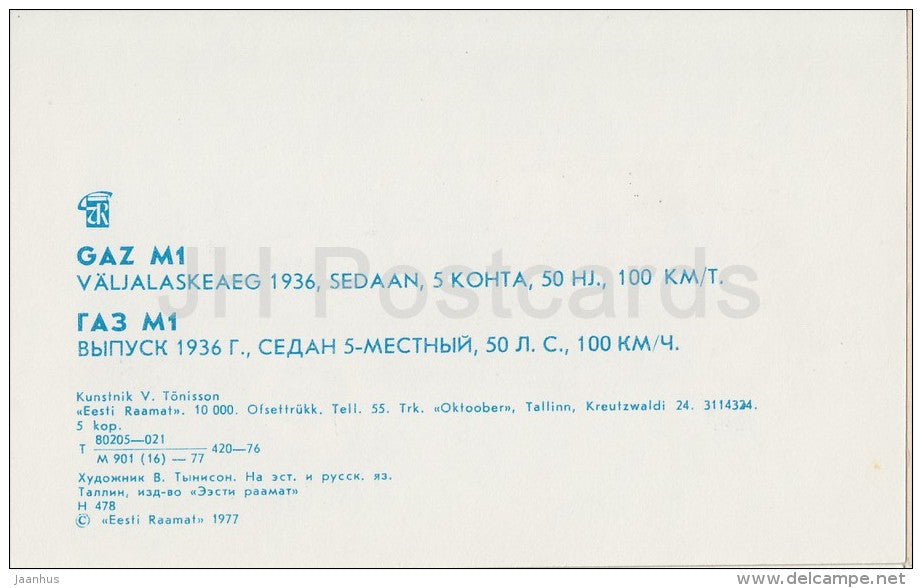 GAZ M1
VÄLJALASKEAEG 1936, SEDAAN, 5 KOHTA, 50 HJ., 100 KM/T.
ГАЗ М1
ВЫПУСК 1936 Г., СЕДАН 5-МЕСТНЫЙ, 50 Л. С., 100 КМ/Ч.
Kunstnik V. Tõnisson
«Eesti Raamat». 10 000. Ofsettrükk. Tell. 55. Trk. «Oktoober», Tallinn, Kreutzwaldi 24. 3114324.
5 kop.
T 80205—021 420—76
M 901 (16) — 77
Художник В. Тынисон. На эст. и русск. яз.
Таллин, изд-во «Ээсти раамат»
Н 478
© «Eesti Raamat» 1977
JH Postcards
jaanhus
delcampe.net